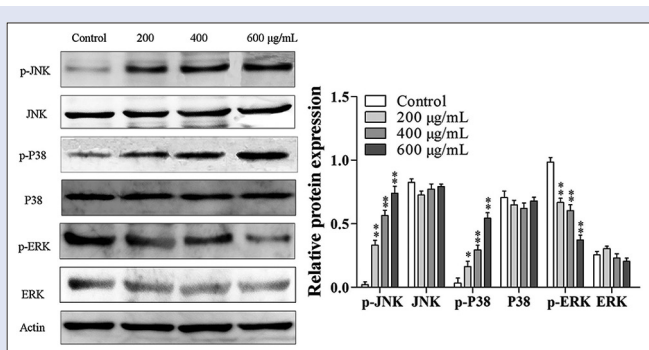 Control 200 400 600 μg/mL
p-JNK
JNK
p-P38
P38
p-ERK
ERK
Actin
Relative protein expression
1.5
1.0
0.5
0.0
Control
200 μg/mL
400 μg/mL
600 μg/mL
** ** **
* ** **
** ** ***
p-JNK JNK p-P38 P38 p-ERK ERK